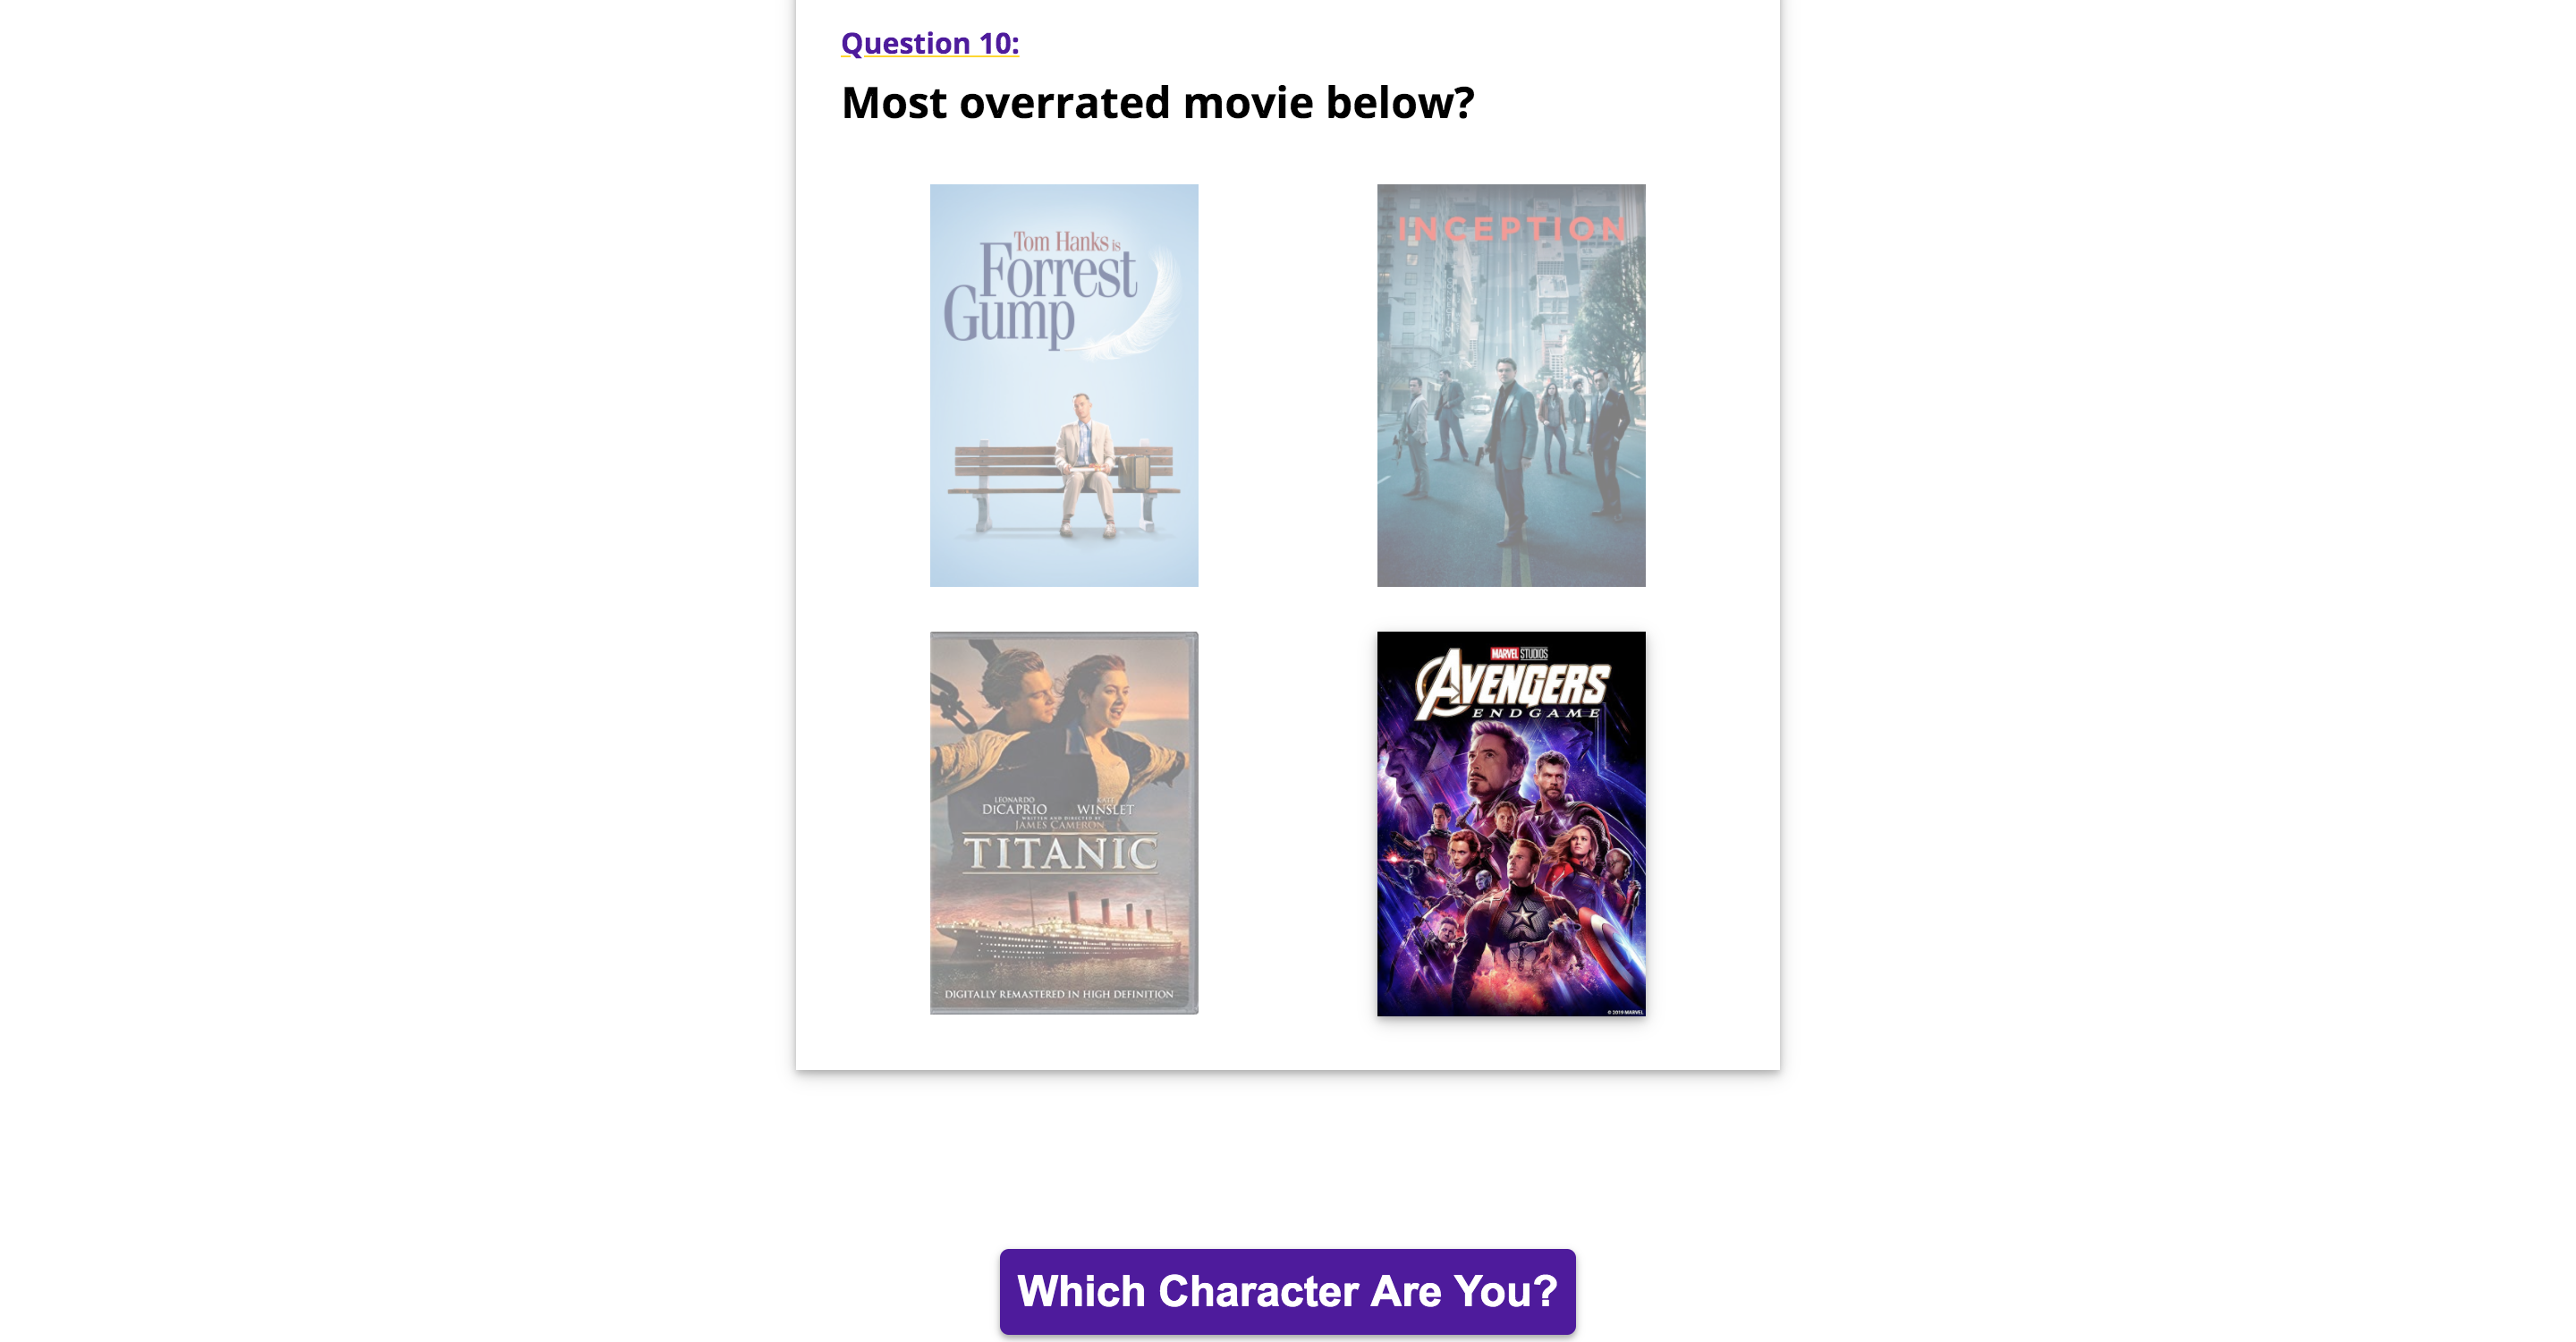 Question 10:
Most overrated movie below?
Tom Hanks is
Forrest
Gump
INCEPTION
LEONARDO
DICAPRIO
KATE
WINSLET
WRITTEN AND DIRECTED BY
JAMES CAMERON
TITANIC
DIGITALLY REMASTERED IN HIGH DEFINITION
MARVEL STUDIOS
AVENGERS
ENDGAME
© 2019 MARVEL
Which Character Are You?